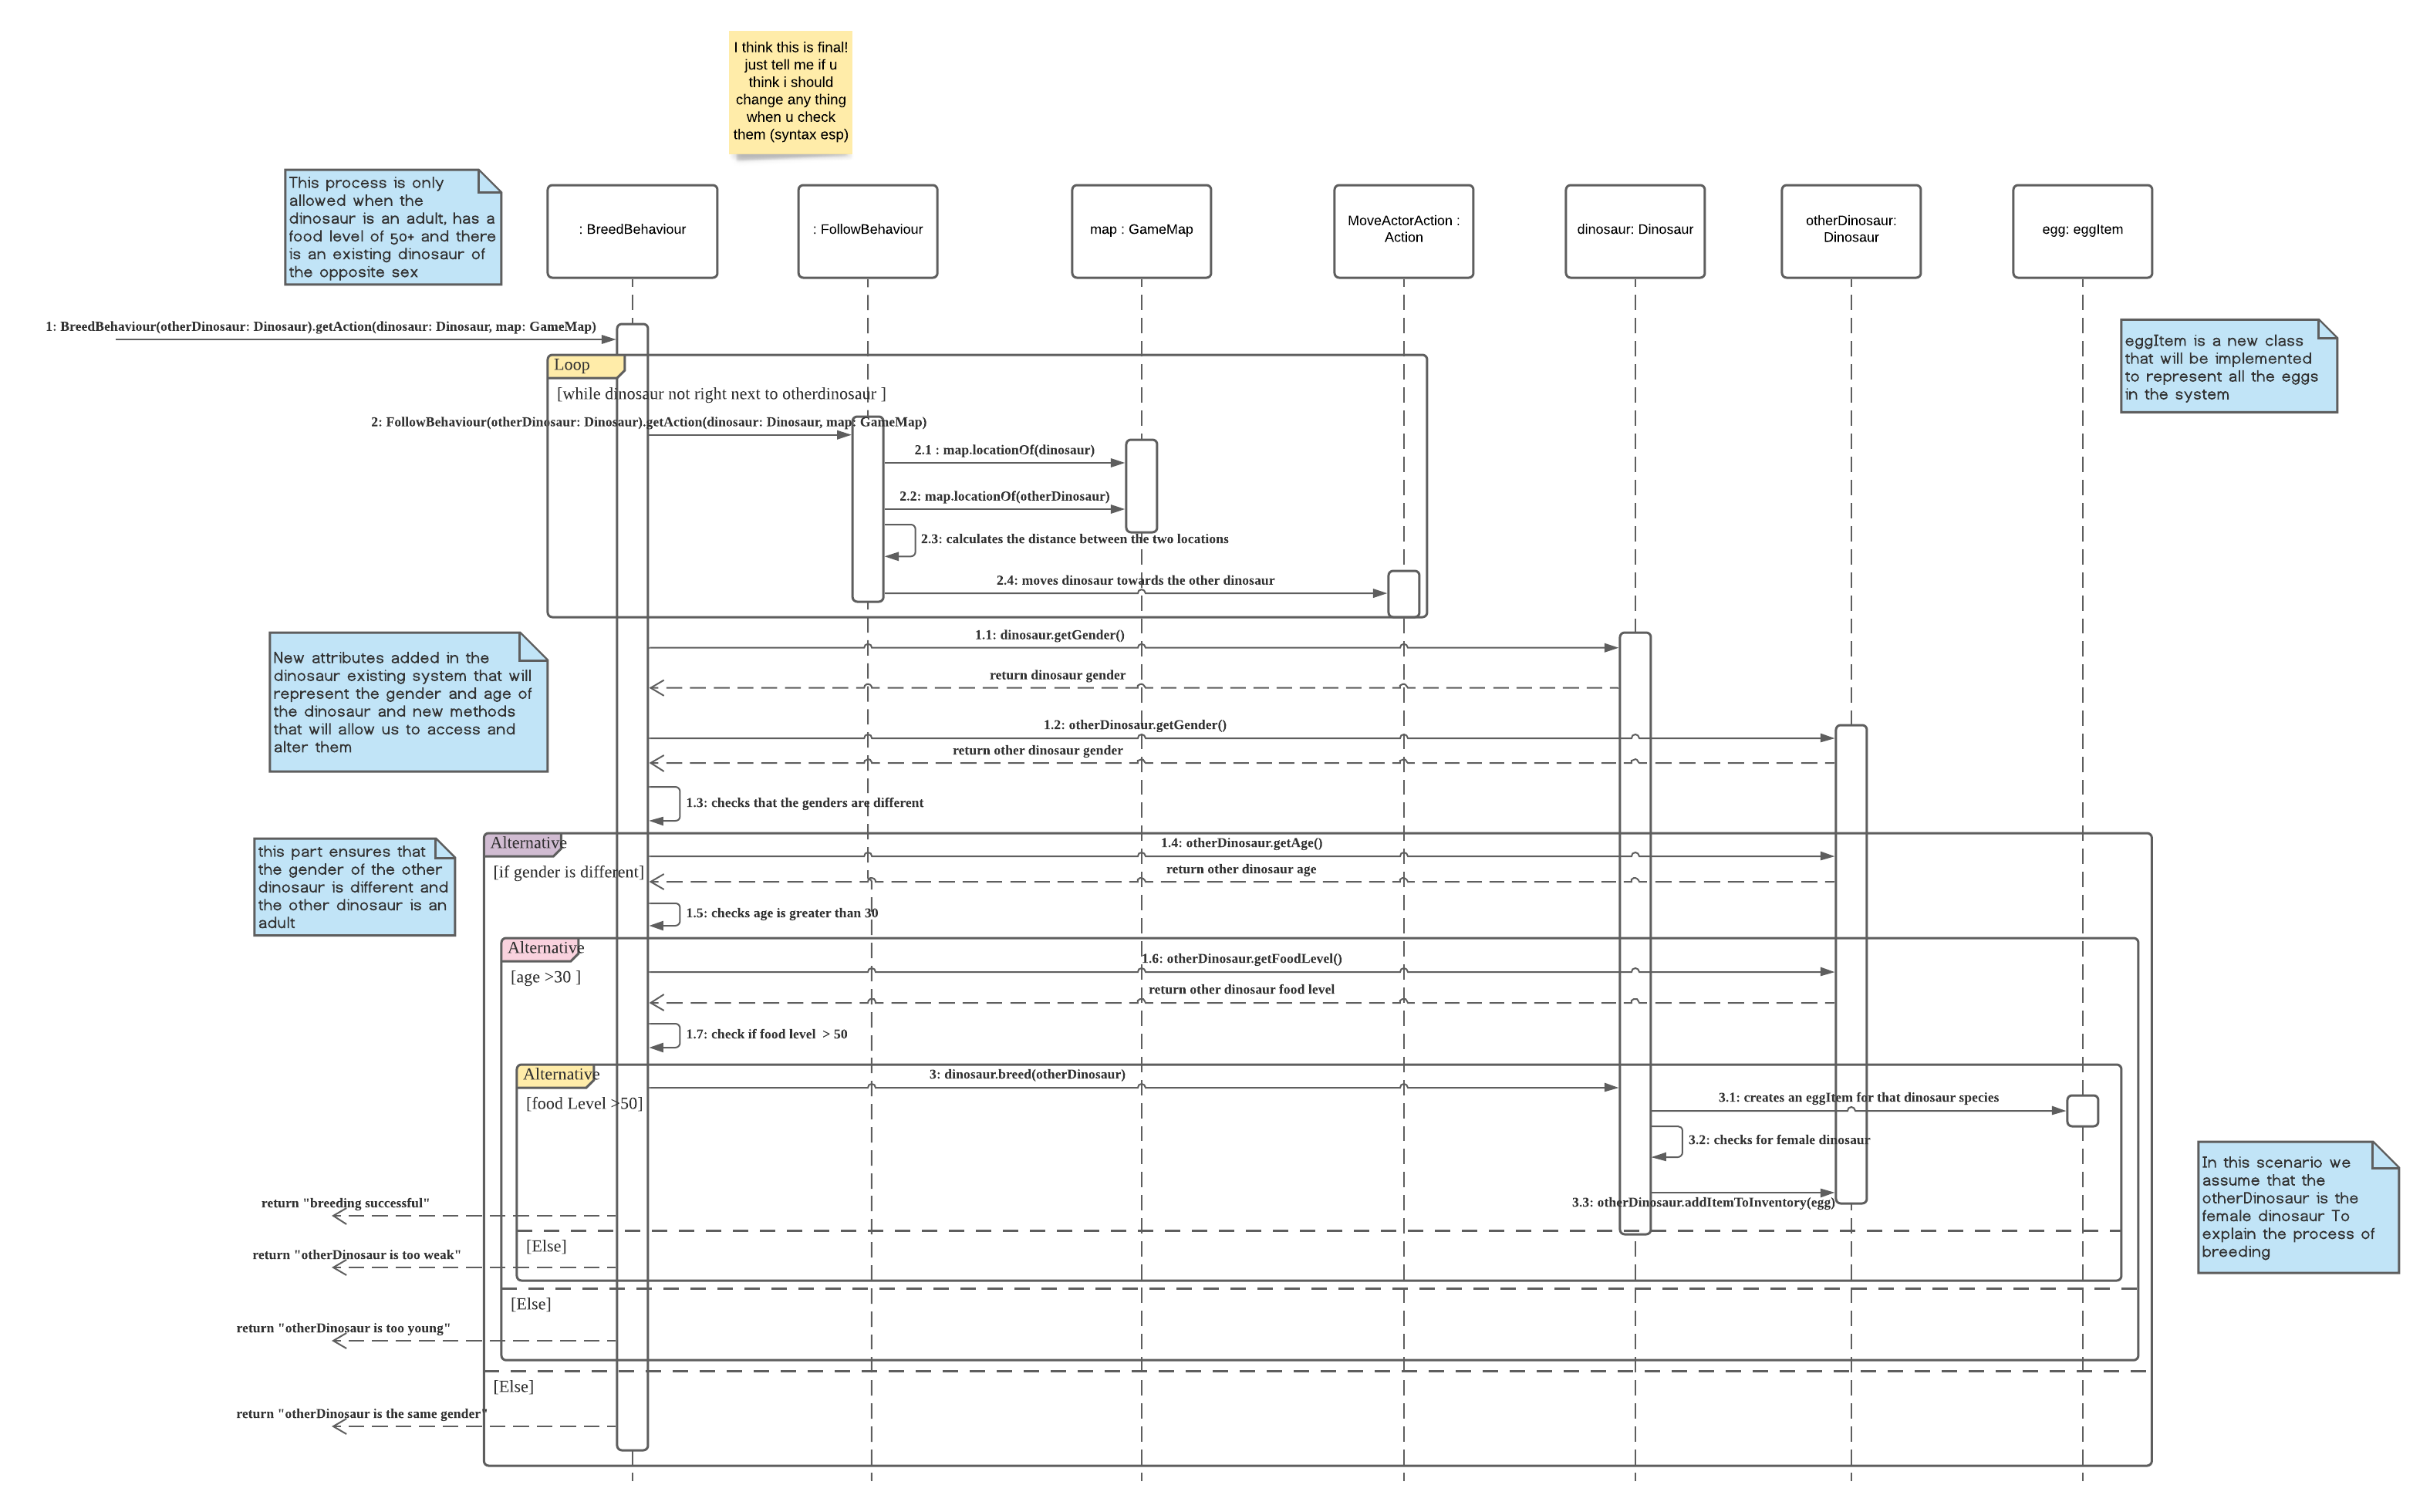 I think this is final!
just tell me if u
think i should
change any thing
when u check
them (syntax esp)
This process is only
allowed when the
dinosaur is an adult, has a
food level of 50+ and there
is an existing dinosaur of
the opposite sex
: BreedBehaviour
: FollowBehaviour
map : GameMap
MoveActorAction :
Action
dinosaur: Dinosaur
otherDinosaur:
Dinosaur
egg: eggItem
1: BreedBehaviour(otherDinosaur: Dinosaur).getAction(dinosaur: Dinosaur, map: GameMap)
eggItem is a new class
that will be implemented
to represent all the eggs
in the system
Loop
[while dinosaur not right next to otherdinosaur ]
2: FollowBehaviour(otherDinosaur: Dinosaur).getAction(dinosaur: Dinosaur, map: GameMap)
2.1 : map.locationOf(dinosaur)
2.2: map.locationOf(otherDinosaur)
2.3: calculates the distance between the two locations
2.4: moves dinosaur towards the other dinosaur
1.1: dinosaur.getGender()
New attributes added in the
dinosaur existing system that will
represent the gender and age of
the dinosaur and new methods
that will allow us to access and
alter them
return dinosaur gender
1.2: otherDinosaur.getGender()
return other dinosaur gender
1.3: checks that the genders are different
this part ensures that
the gender of the other
dinosaur is different and
the other dinosaur is an
adult
Alternative
[if gender is different]
1.4: otherDinosaur.getAge()
return other dinosaur age
1.5: checks age is greater than 30
Alternative
[age >30 ]
1.6: otherDinosaur.getFoodLevel()
return other dinosaur food level
1.7: check if food level  > 50
Alternative
[food Level >50]
3: dinosaur.breed(otherDinosaur)
3.1: creates an eggItem for that dinosaur species
3.2: checks for female dinosaur
3.3: otherDinosaur.addItemToInventory(egg)
In this scenario we
assume that the
otherDinosaur is the
female dinosaur To
explain the process of
breeding
return "breeding successful"
[Else]
return "otherDinosaur is too weak"
[Else]
return "otherDinosaur is too young"
[Else]
return "otherDinosaur is the same gender"